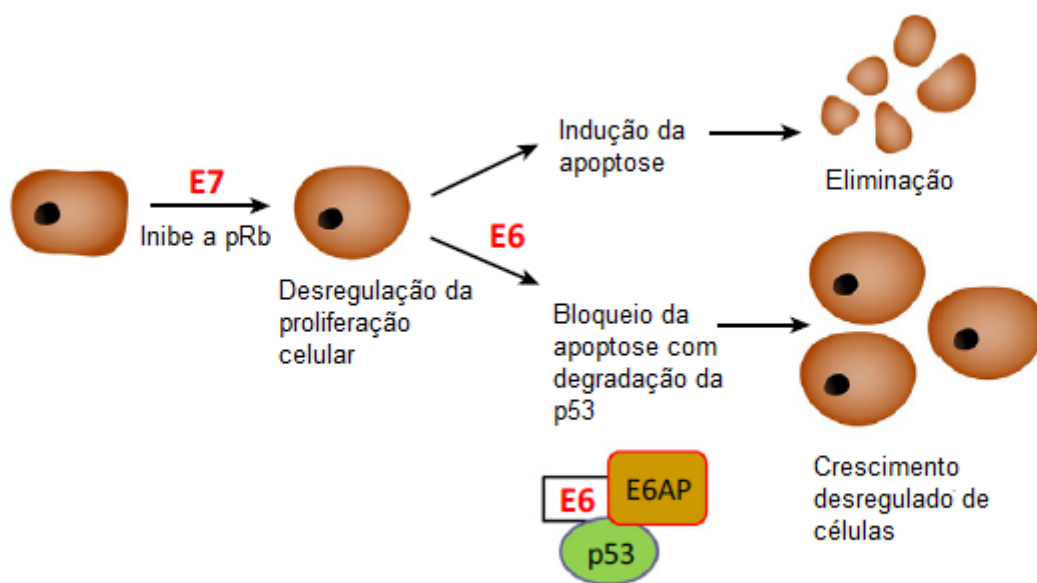 E7
Inibe a pRb
Desregulação da
proliferação
celular
Indução da
apoptose
Eliminação
E6
Bloqueio da
apoptose com
degradação da
p53
Crescimento
desregulado de
células
E6
E6AP
p53